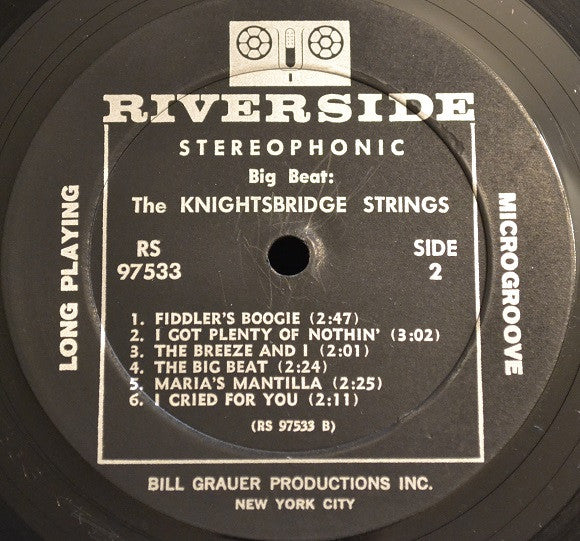 RIVERSIDE
STEREOPHONIC
Big Beat:
The KNIGHTSBRIDGE STRINGS
RS
97533
SIDE
2
LONG PLAYING
MICROGROOVE
1. FIDDLER'S BOOGIE (2:47)
2. I GOT PLENTY OF NOTHIN' (3:02)
3. THE BREEZE AND I (2:01)
4. THE BIG BEAT (2:24)
5. MARIA'S MANTILLA (2:25)
6. I CRIED FOR YOU (2:11)
(RS 97533 B)
BILL GRAUER PRODUCTIONS INC.
NEW YORK CITY